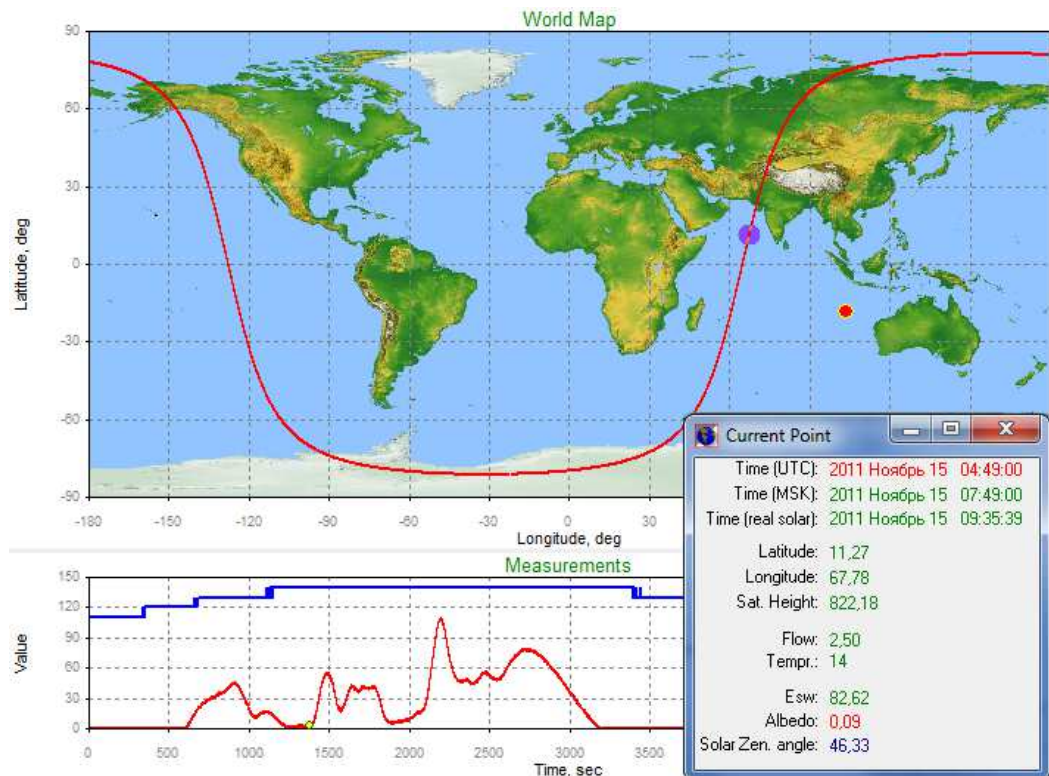 World Map
90
60
30
0
-30
-60
-90
Latitude, deg
-180 -150 -120 -90 -60 -30 0 30
Longitude, deg
Measurements
150
120
90
60
30
0
Value
0 500 1000 1500 2000 2500 3000 3500
Time, sec
Current Point
Time (UTC): 2011 Ноябрь 15 04:49:00
Time (MSK): 2011 Ноябрь 15 07:49:00
Time (real solar): 2011 Ноябрь 15 09:35:39
Latitude: 11,27
Longitude: 67,78
Sat. Height: 822,18
Flow: 2,50
Tempr.: 14
Esw: 82,62
Albedo: 0,09
Solar Zen. angle: 46,33